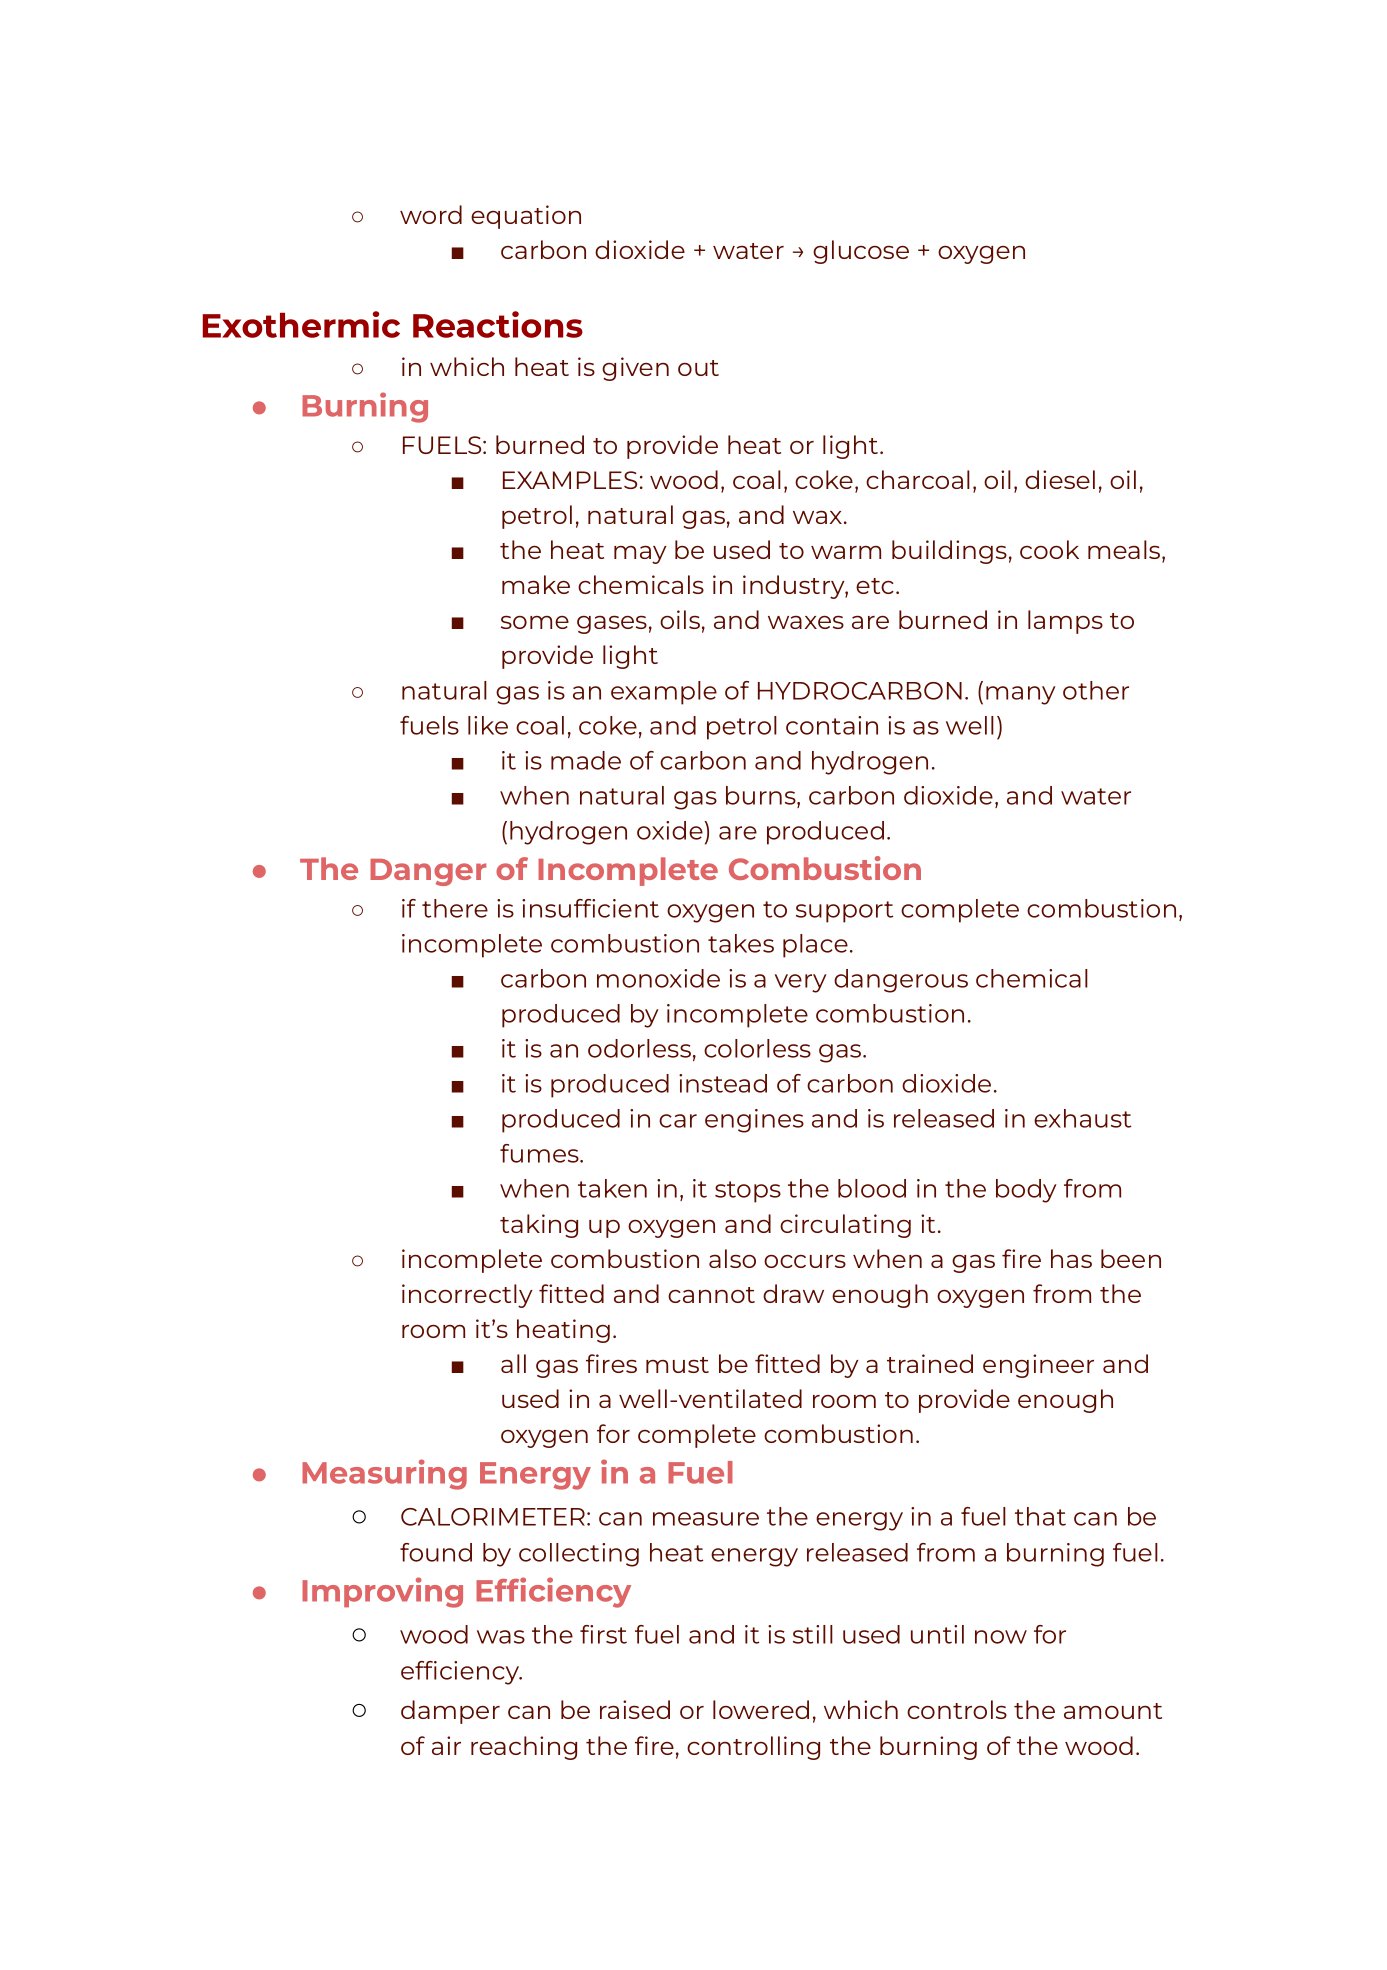 ○ word equation
■ carbon dioxide + water → glucose + oxygen
Exothermic Reactions
○ in which heat is given out
● Burning
○ FUELS: burned to provide heat or light.
■ EXAMPLES: wood, coal, coke, charcoal, oil, diesel, oil,
petrol, natural gas, and wax.
■ the heat may be used to warm buildings, cook meals,
make chemicals in industry, etc.
■ some gases, oils, and waxes are burned in lamps to
provide light
○ natural gas is an example of HYDROCARBON. (many other
fuels like coal, coke, and petrol contain is as well)
■ it is made of carbon and hydrogen.
■ when natural gas burns, carbon dioxide, and water
(hydrogen oxide) are produced.
● The Danger of Incomplete Combustion
○ if there is insufficient oxygen to support complete combustion,
incomplete combustion takes place.
■ carbon monoxide is a very dangerous chemical
produced by incomplete combustion.
■ it is an odorless, colorless gas.
■ it is produced instead of carbon dioxide.
■ produced in car engines and is released in exhaust
fumes.
■ when taken in, it stops the blood in the body from
taking up oxygen and circulating it.
○ incomplete combustion also occurs when a gas fire has been
incorrectly fitted and cannot draw enough oxygen from the
room it’s heating.
■ all gas fires must be fitted by a trained engineer and
used in a well-ventilated room to provide enough
oxygen for complete combustion.
● Measuring Energy in a Fuel
○ CALORIMETER: can measure the energy in a fuel that can be
found by collecting heat energy released from a burning fuel.
● Improving Efficiency
○ wood was the first fuel and it is still used until now for
efficiency.
○ damper can be raised or lowered, which controls the amount
of air reaching the fire, controlling the burning of the wood.